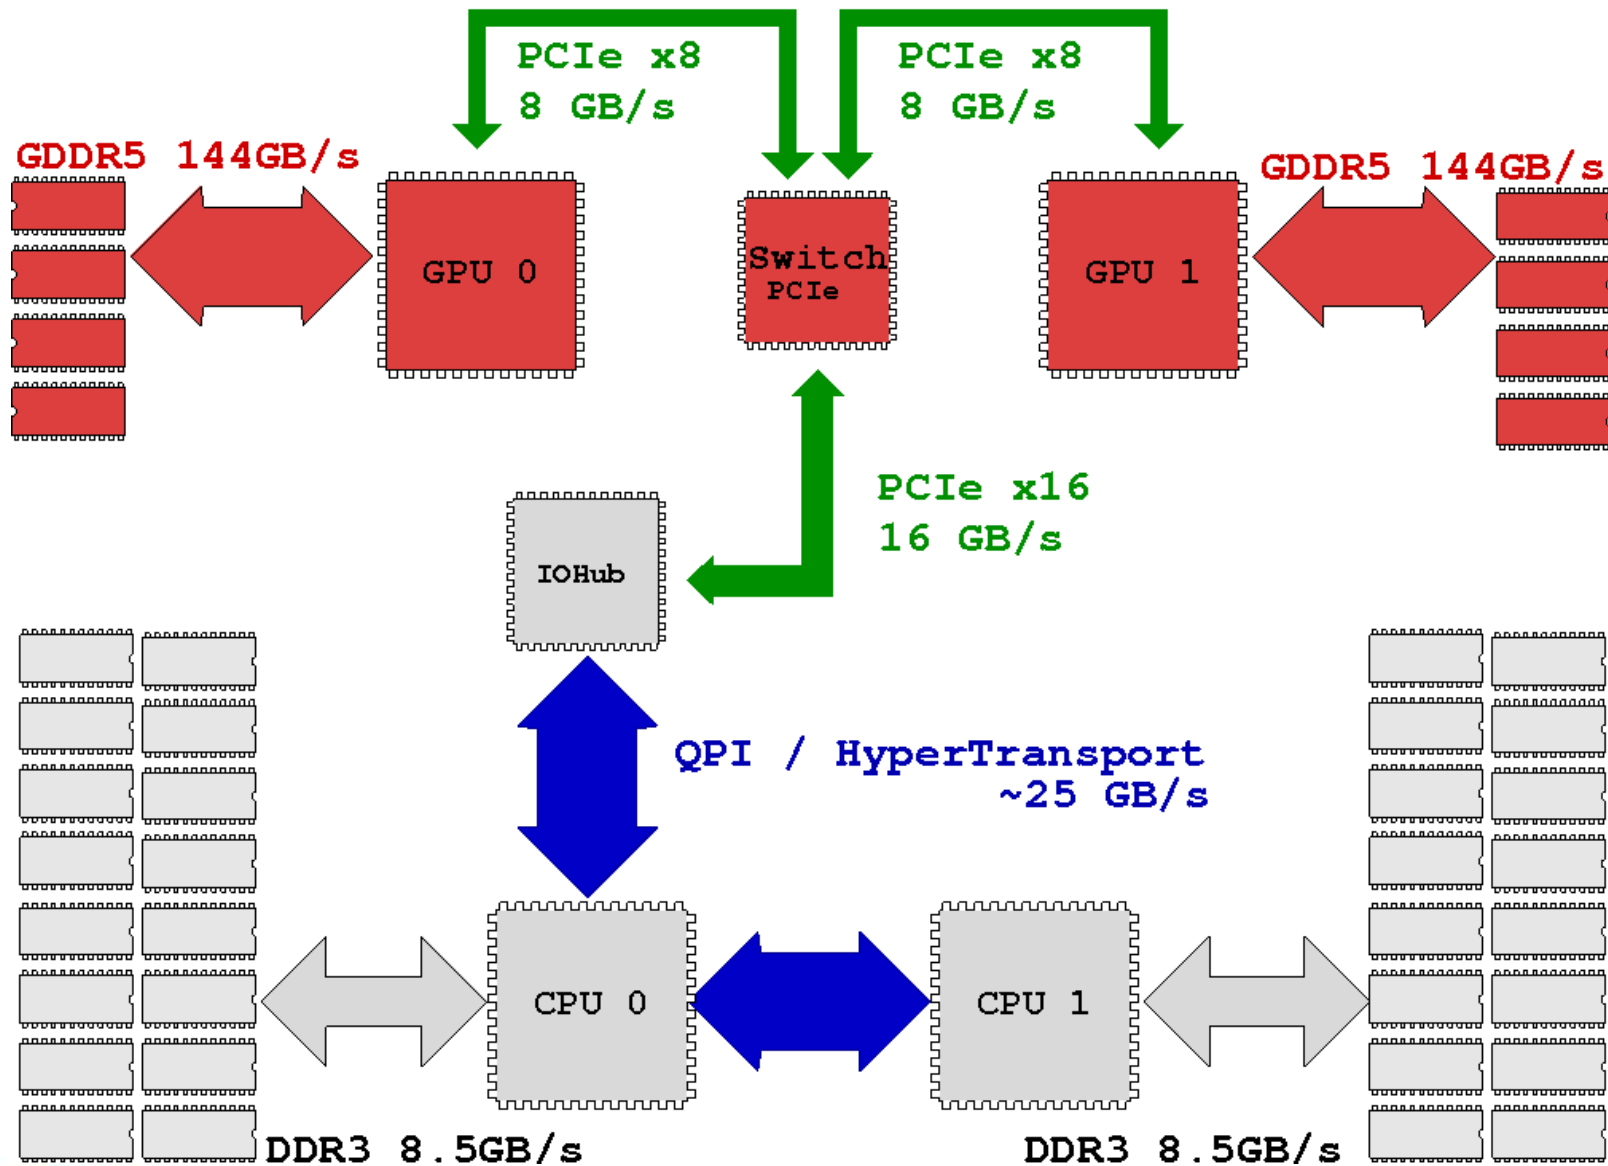 PCIe x8
8 GB/s
PCIe x8
8 GB/s
GDDR5 144GB/s
GDDR5 144GB/s
GPU 0
Switch
PCIe
GPU 1
PCIe x16
16 GB/s
IOHub
QPI / HyperTransport
~25 GB/s
CPU 0
CPU 1
DDR3 8.5GB/s
DDR3 8.5GB/s